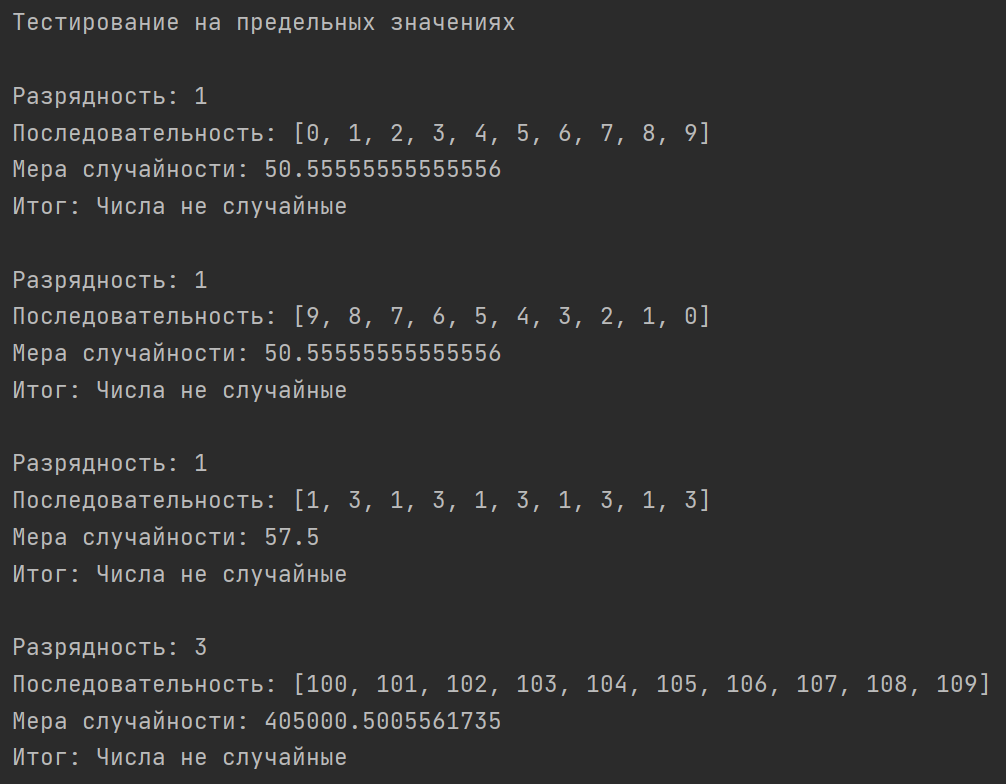 Тестирование на предельных значениях
Разрядность: 1
Последовательность: [0, 1, 2, 3, 4, 5, 6, 7, 8, 9]
Мера случайности: 50.55555555555556
Итог: Числа не случайные
Разрядность: 1
Последовательность: [9, 8, 7, 6, 5, 4, 3, 2, 1, 0]
Мера случайности: 50.55555555555556
Итог: Числа не случайные
Разрядность: 1
Последовательность: [1, 3, 1, 3, 1, 3, 1, 3, 1, 3]
Мера случайности: 57.5
Итог: Числа не случайные
Разрядность: 3
Последовательность: [100, 101, 102, 103, 104, 105, 106, 107, 108, 109]
Мера случайности: 405000.5005561735
Итог: Числа не случайные